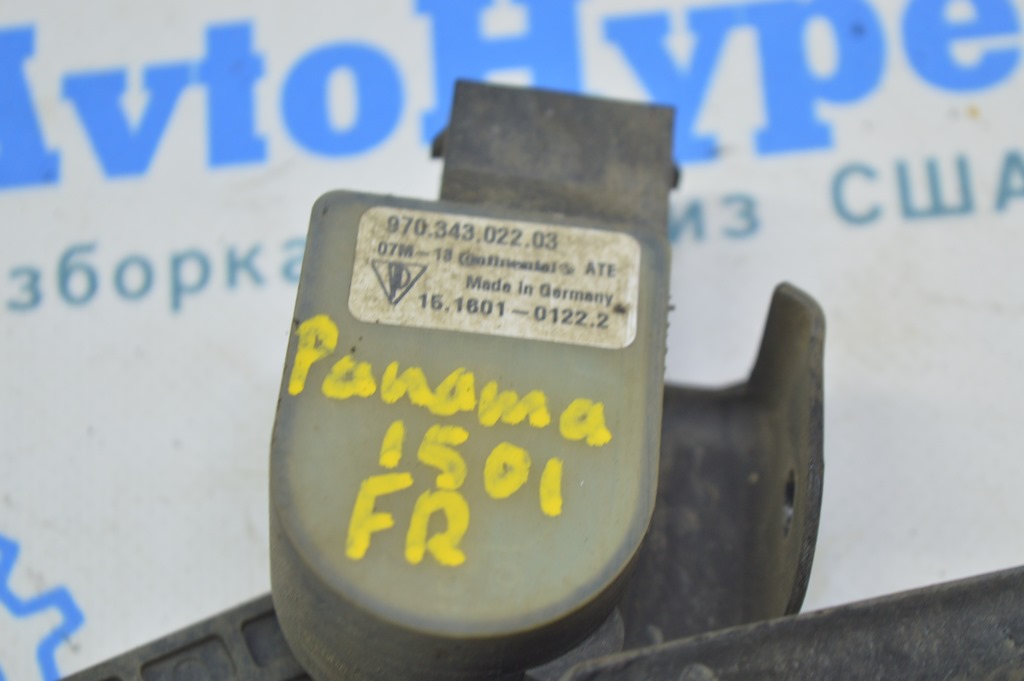 AvtoHype
зборка из США
970.343.022.03
07M-18 Continental ATE
Made in Germany
15.1601-0122.2
Panama
1501
FR